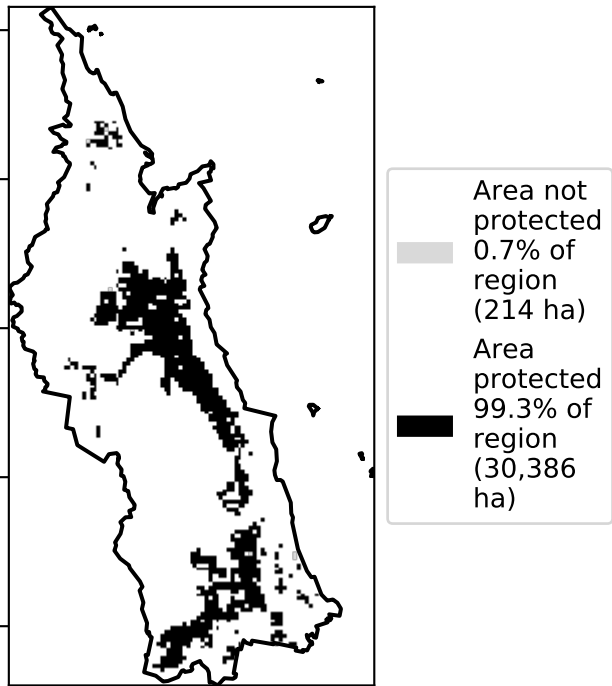 Area not
protected
0.7% of
region
(214 ha)
Area
protected
99.3% of
region
(30,386
ha)